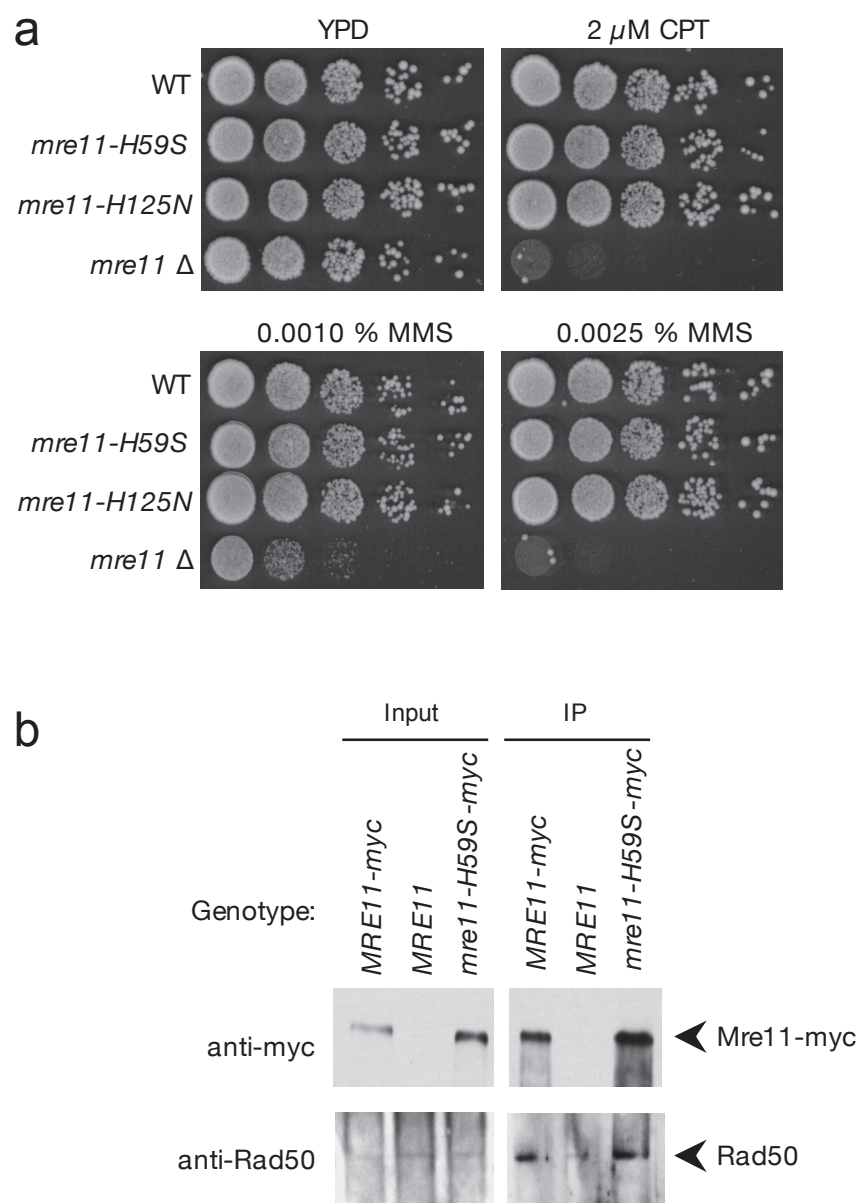 a
YPD
2 µM CPT
WT
mre11-H59S
mre11-H125N
mre11 Δ
0.0010 % MMS
0.0025 % MMS
WT
mre11-H59S
mre11-H125N
mre11 Δ
b
Input
IP
Genotype:
MRE11-myc
MRE11
mre11-H59S-myc
MRE11-myc
MRE11
mre11-H59S-myc
anti-myc
Mre11-myc
anti-Rad50
Rad50